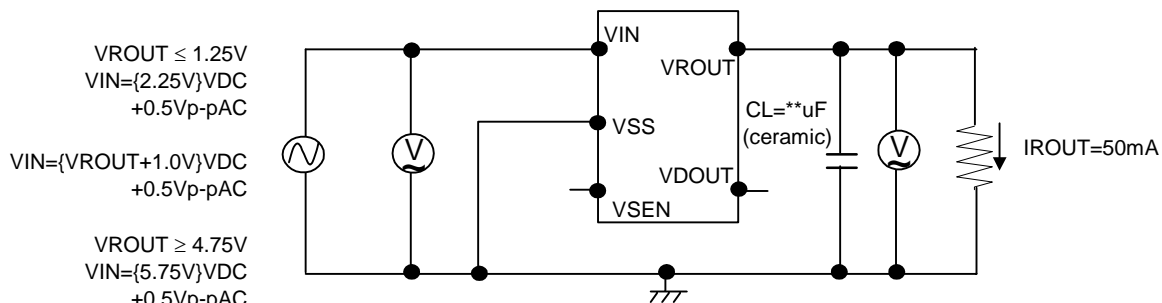 VROUT ≤ 1.25V
VIN={2.25V}VDC
+0.5Vp-pAC
VIN={VROUT+1.0V}VDC
+0.5Vp-pAC
VROUT ≥ 4.75V
VIN={5.75V}VDC
+0.5Vp-pAC
V
VIN
VROUT
VSS
VDOUT
VSEN
CL=**uF
(ceramic)
V
IROUT=50mA